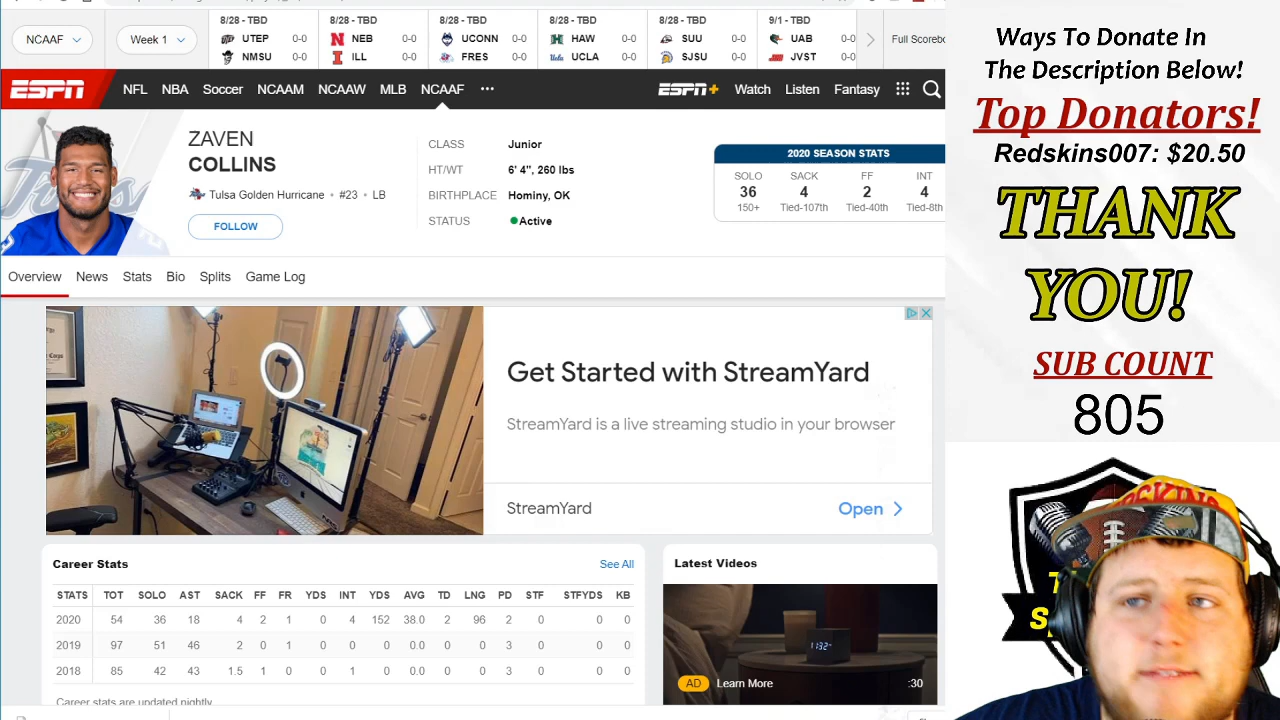 NCAAF
Week 1
8/28 - TBD
UTEP 0-0
NMSU 0-0
8/28 - TBD
NEB 0-0
ILL 0-0
8/28 - TBD
UCONN 0-0
FRES 0-0
8/28 - TBD
HAW 0-0
UCLA 0-0
8/28 - TBD
SUU 0-0
SJSU 0-0
9/1 - TBD
UAB 0-0
JVST 0-0
Full Scorebo
ESPN NFL NBA Soccer NCAAM NCAAW MLB NCAAF ••• ESPN+ Watch Listen Fantasy
ZAVEN
COLLINS
Tulsa Golden Hurricane • #23 • LB
FOLLOW
CLASS Junior
HT/WT 6' 4", 260 lbs
BIRTHPLACE Hominy, OK
STATUS Active
2020 SEASON STATS
SOLO SACK FF INT
36 4 2 4
150+ Tied-107th Tied-40th Tied-8th
Overview News Stats Bio Splits Game Log
Get Started with StreamYard
StreamYard is a live streaming studio in your browser
StreamYard Open
Career Stats See All
STATS TOT SOLO AST SACK FF FR YDS INT YDS AVG TD LNG PD STF STFYDS KB
2020 54 36 18 4 2 1 0 4 152 38.0 2 96 2 0 0 0
2019 97 51 46 2 0 1 0 0 0 0.0 0 0 3 0 0 0
2018 85 42 43 1.5 1 0 0 1 0 0.0 0 0 3 0 0 0
Career stats are updated nightly
Latest Videos
1132
AD Learn More :30
Ways To Donate In
The Description Below!
Top Donators!
Redskins007: $20.50
THANK
YOU!
SUB COUNT
805